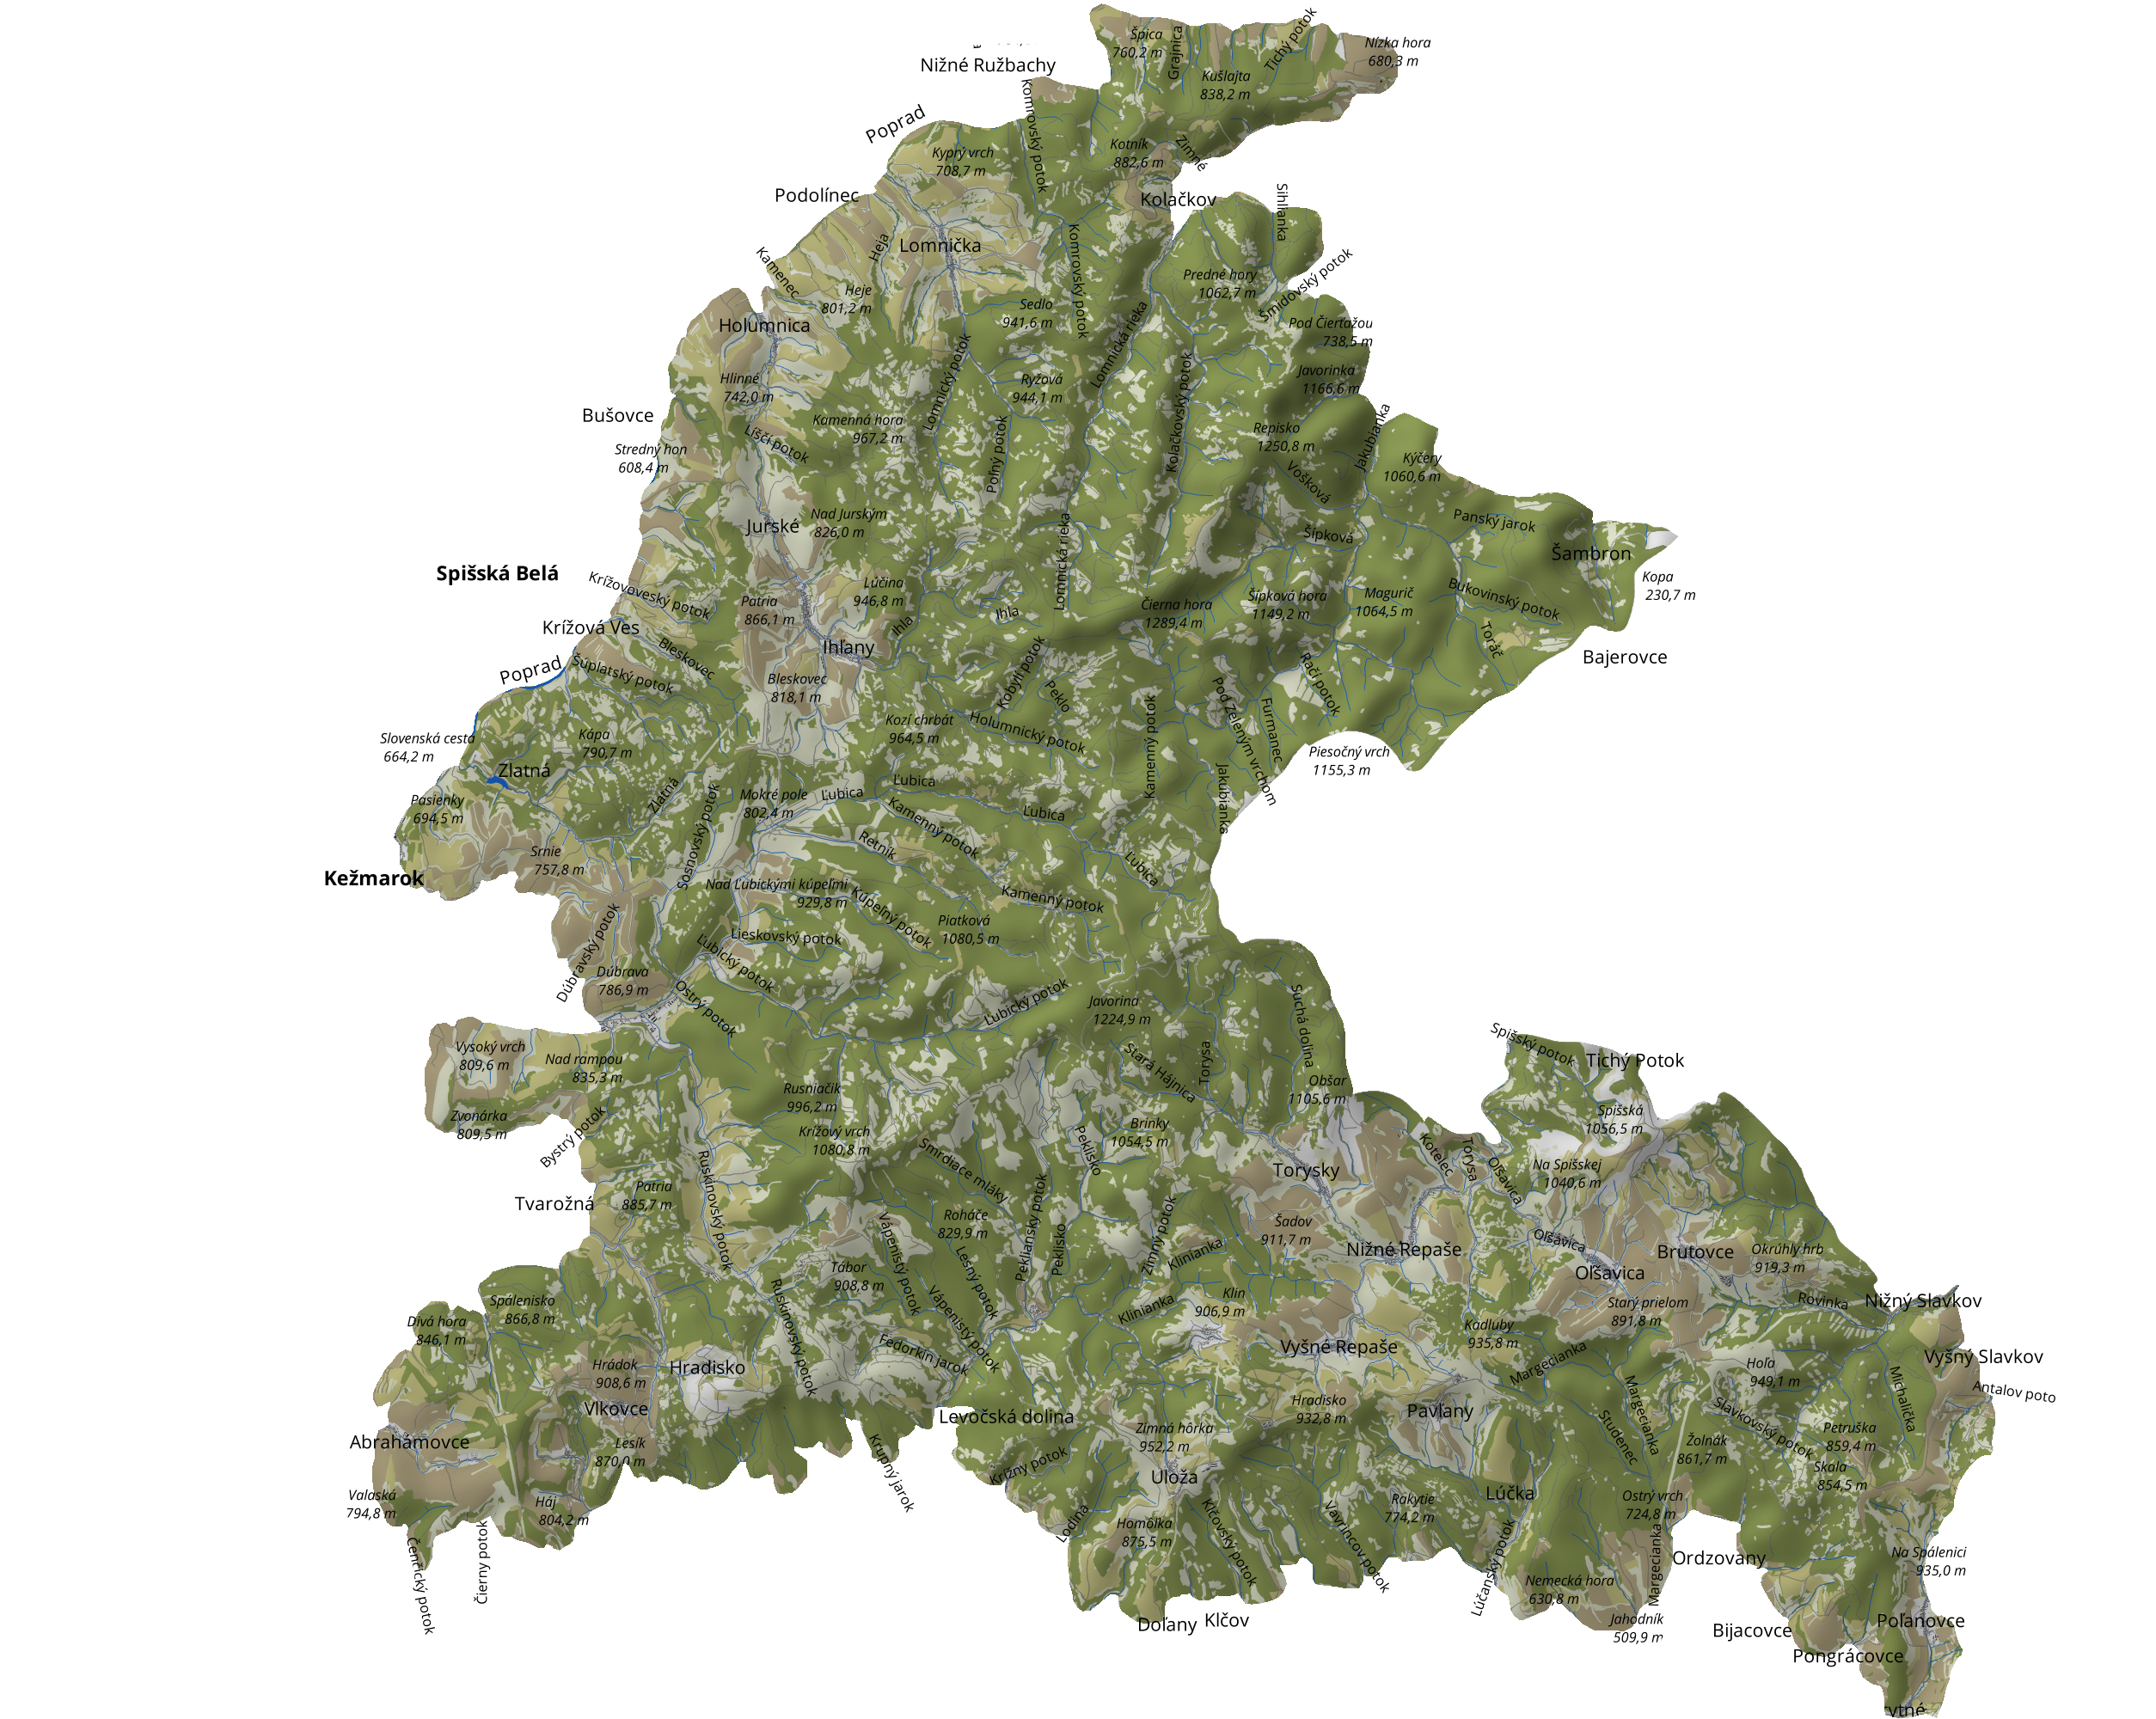 Špica
760,2 m
Grajnica
Tichý potok
Nízka hora
680,3 m
Nižné Ružbachy
Kušlajta
838,2 m
Komrovský potok
Poprad
Kyprý vrch
708,7 m
Kotník
882,6 m
Zimné
Podolínec
Kolačkov
Sihlianka
Heja
Lomnička
Komrovský potok
Kamenec
Heje
801,2 m
Predné hory
1062,7 m
Šmidovský potok
Sedlo
941,6 m
Holumnica
Pod Čierťažou
738,5 m
Lomnická rieka
Lomnický potok
Kolačkovský potok
Hlinné
742,0 m
Ryžová
944,1 m
Javorinka
1166,6 m
Bušovce
Kamenná hora
967,2 m
Líščí potok
Poľný potok
Repisko
1250,8 m
Jakubianka
Stredný hon
608,4 m
Vošková
Kýčery
1060,6 m
Jurské
Nad Jurským
826,0 m
Lomnická rieka
Šípková
Panský jarok
Šambron
Spišská Belá
Krížoveský potok
Kopa
230,7 m
Patria
866,1 m
Lúčina
946,8 m
Ihla
Ihla
Čierna hora
1289,4 m
Šípková hora
1149,2 m
Magurič
1064,5 m
Bukovinský potok
Krížová Ves
Toráč
Ihľany
Bajerovce
Poprad
Šuplatský potok
Bleskovec
Bleskovec
818,1 m
Kobylí potok
Peklo
Račí potok
Pod Zeleným vrchom
Furmanec
Kamenný potok
Holumnický potok
Kozí chrbát
964,5 m
Slovenská cesta
664,2 m
Kápa
790,7 m
Piesočný vrch
1155,3 m
Zlatná
Zlatná
Jakubianka
Pasienky
694,5 m
Sosnovský potok
Mokré pole
802,4 m
Ľubica
Ľubica
Ľubica
Kamenný potok
Retník
Srnie
757,8 m
Ľubica
Kežmarok
Nad Ľubickými kúpeľmi
929,8 m
Kúpeľný potok
Kamenný potok
Piatková
1080,5 m
Dúbravský potok
Lieskovský potok
Ľubický potok
Dúbrava
786,9 m
Ostrý potok
Ľubický potok
Javorina
1224,9 m
Suchá dolina
Spišský potok
Tichý Potok
Vysoký vrch
809,6 m
Nad rampou
835,3 m
Stará Hájnica
Torysa
Rusniačik
996,2 m
Obšar
1105,6 m
Zvonárka
809,5 m
Bystrý potok
Krížový vrch
1080,8 m
Brinky
1054,5 m
Spišská
1056,5 m
Peklisko
Smrdiace mláky
Ruskinovský potok
Torysky
Kotelec
Torysa
Oľšavica
Na Spišskej
1040,6 m
Tvarožná
Patria
885,7 m
Roháče
829,9 m
Peklianský potok
Peklisko
Zimný potok
Klinianka
Šadov
911,7 m
Nižné Repaše
Oľšavica
Brutovce
Okrúhly hrb
919,3 m
Vápenistý potok
Lesný potok
Tábor
908,8 m
Oľšavica
Rovinka
Nižný Slavkov
Spálenisko
866,8 m
Ruskinovský potok
Vápenistý potok
Klinianka
Klin
906,9 m
Starý prielom
891,8 m
Divá hora
846,1 m
Kadluby
935,8 m
Vyšné Repaše
Fedorkin jarok
Hradisko
Hrádok
908,6 m
Margecianka
Hoľa
949,1 m
Vyšný Slavkov
Antalov poto
Vlkovce
Levočská dolina
Hradisko
932,8 m
Pavľany
Margecianka
Studenec
Slavkovský potok
Michalička
Abrahámovce
Lesík
870,0 m
Zimná hôrka
952,2 m
Petruška
859,4 m
Žolnák
861,7 m
Krížny potok
Krupný jarok
Uloža
Skala
854,5 m
Valaská
794,8 m
Háj
804,2 m
Lúčka
Rakytie
774,2 m
Ostrý vrch
724,8 m
Homôľka
875,5 m
Lodina
Klčovský potok
Vavrincov potok
Lúčanský potok
Margecianka
Čenčický potok
Čierny potok
Ordzovany
Na Spálenici
935,0 m
Nemecká hora
630,8 m
Jahodník
509,9 m
Doľany
Klčov
Bijacovce
Poľanovce
Pongrácovce
rytné